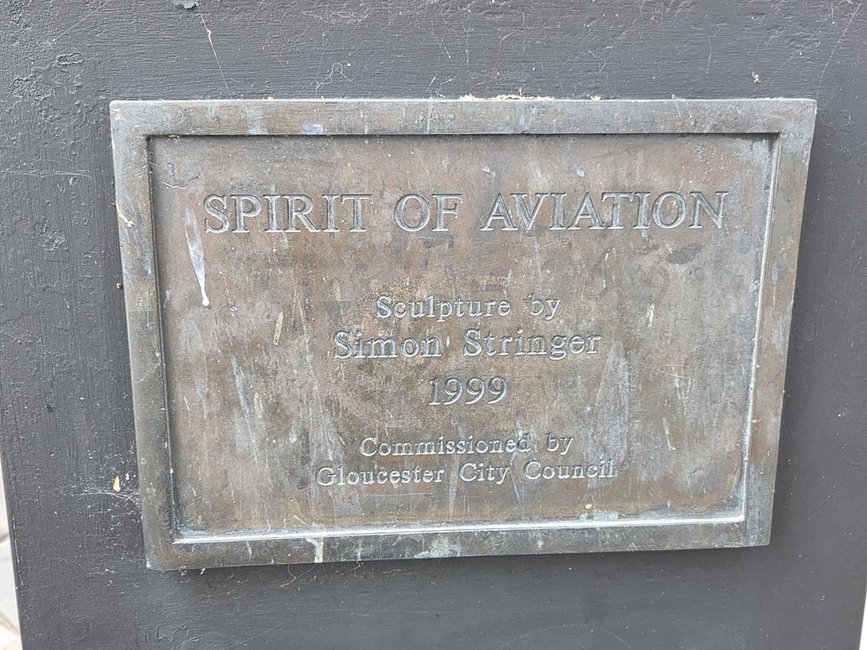 SPIRIT OF AVIATION
Sculpture by
Simon Stringer
1999
Commissioned by
Gloucester City Council